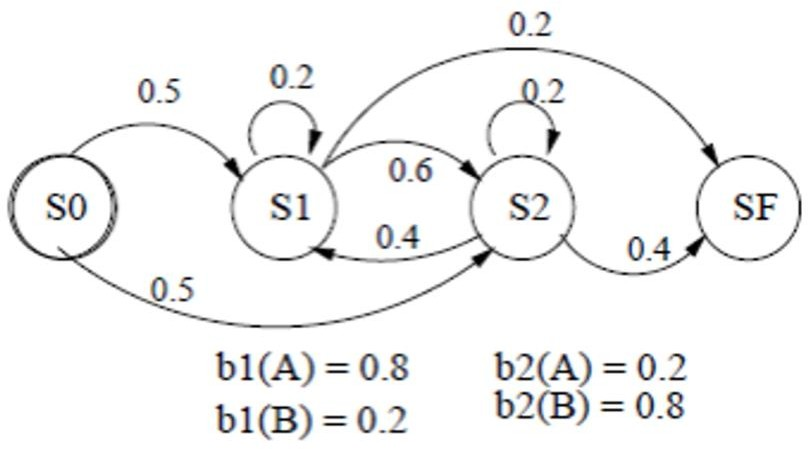 0.2
0.5
0.2
0.2
0.6
S0
S1
S2
SF
0.4
0.4
0.5
b1(A) = 0.8
b2(A) = 0.2
b1(B) = 0.2
b2(B) = 0.8